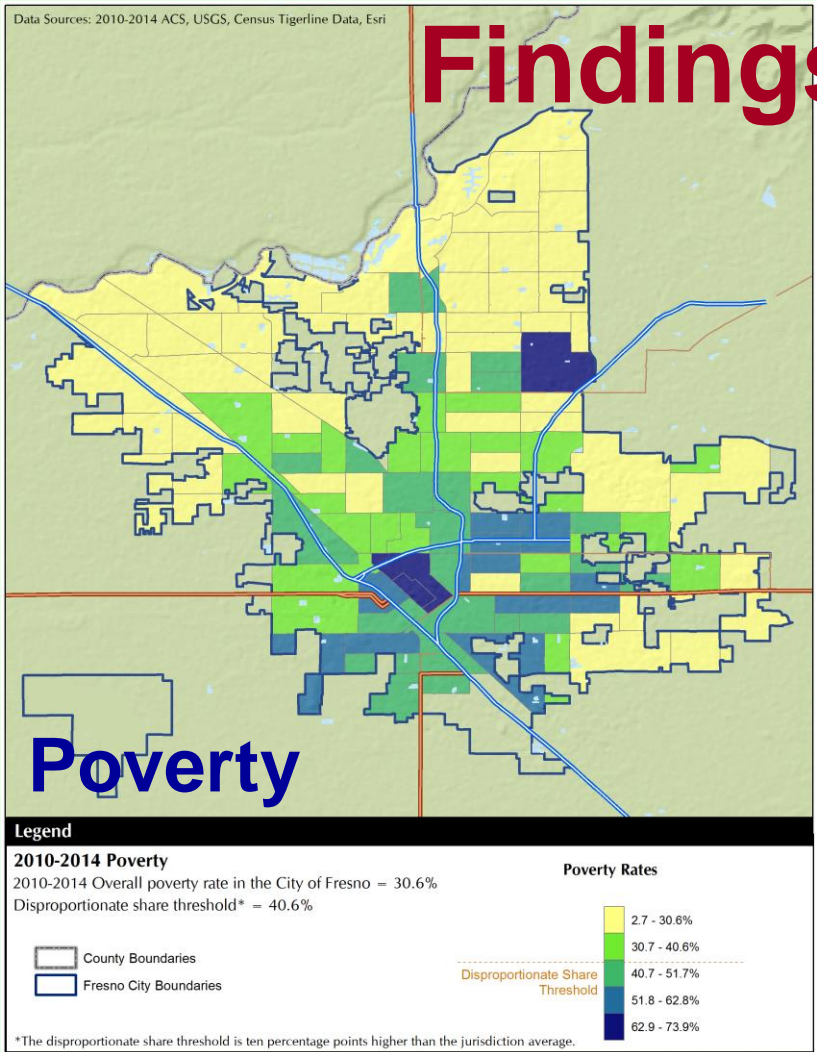 Data Sources: 2010-2014 ACS, USGS, Census Tigerline Data, Esri
Findings
Poverty
Legend
2010-2014 Poverty
2010-2014 Overall poverty rate in the City of Fresno = 30.6%
Disproportionate share threshold* = 40.6%
County Boundaries
Fresno City Boundaries
Poverty Rates
2.7 - 30.6%
30.7 - 40.6%
Disproportionate Share
Threshold
40.7 - 51.7%
51.8 - 62.8%
62.9 - 73.9%
*The disproportionate share threshold is ten percentage points higher than the jurisdiction average.